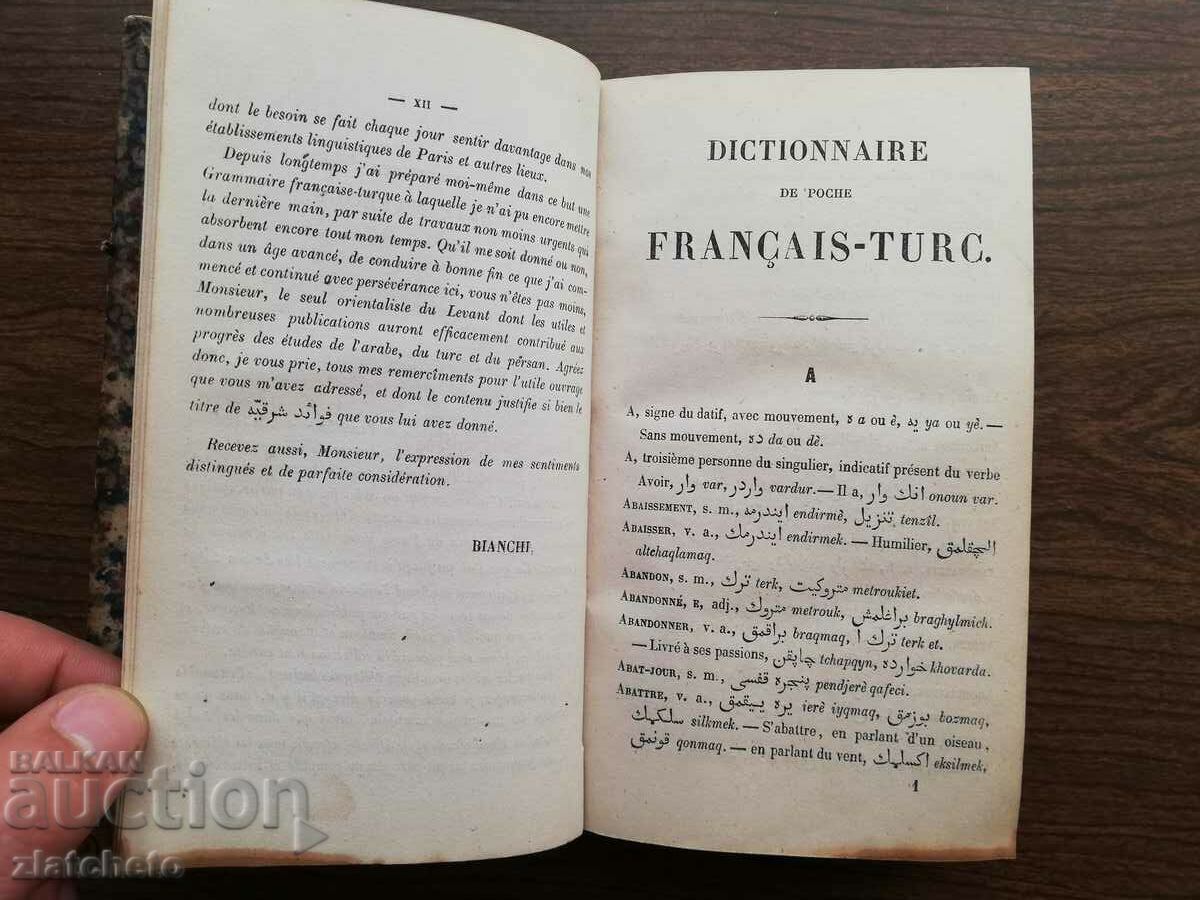 — XII —
dont le besoin se fait chaque jour sentir davantage dans nos
établissements linguistiques de Paris et autres lieux.
Depuis longtemps j'ai préparé moi-même dans ce but une
Grammaire française-turque à laquelle je n'ai pu encore mettre
la dernière main, par suite de travaux non moins urgents qui
absorbent encore tout mon temps. Qu'il me soit donné ou non,
dans un âge avancé, de conduire à bonne fin ce que j'ai com-
mencé et continué avec persévérance ici, vous n'êtes pas moins,
Monsieur, le seul orientaliste du Levant dont les utiles et
nombreuses publications auront efficacement contribué aux
progrès des études de l'arabe, du turc et du persan. Agréez
donc, je vous prie, tous mes remercîments pour l'utile ouvrage
que vous m'avez adressé, et dont le contenu justifie si bien le
titre de فوائد شرقيّه que vous lui avez donné.
Recevez aussi, Monsieur, l'expression de mes sentiments
distingués et de parfaite considération.
BIANCHI.
DICTIONNAIRE
DE POCHE
FRANÇAIS-TURC.
A
A, signe du datif, avec mouvement, ه a ou è, يه ya ou yè. —
Sans mouvement, ده da ou dè.
A, troisième personne du singulier, indicatif présent du verbe
Avoir, وار var, واردر vardur. — Il a, انك وار onoun var.
ABAISSEMENT, s. m., ايندرمه endirmê, تنزيل tenzîl.
ABAISSER, v. a., ايندرمك endirmek. — Humilier, الچقلمق
altchaqlamaq.
ABANDON, s. m., ترك terk, متروكيت metroukiet.
ABANDONNÉ, E, adj., متروك metrouk, براغلمش braghylmich.
ABANDONNER, v. a., براقمق braqmaq, ترك ا terk et.
— Livré à ses passions, چاپقن tchapqyn, خوارده khovarda.
ABAT-JOUR, s. m., پنجره قفسى pendjerè qafeci.
ABATTRE, v. a., يره ييقمق ierè iyqmaq, بوزمق bozmaq,
سلكمك silkmek. — S'abattre, en parlant d'un oiseau,
قونمق qonmaq. — en parlant du vent, اكسلمك eksilmek,
1
BALKAN
auction
zlatcheto